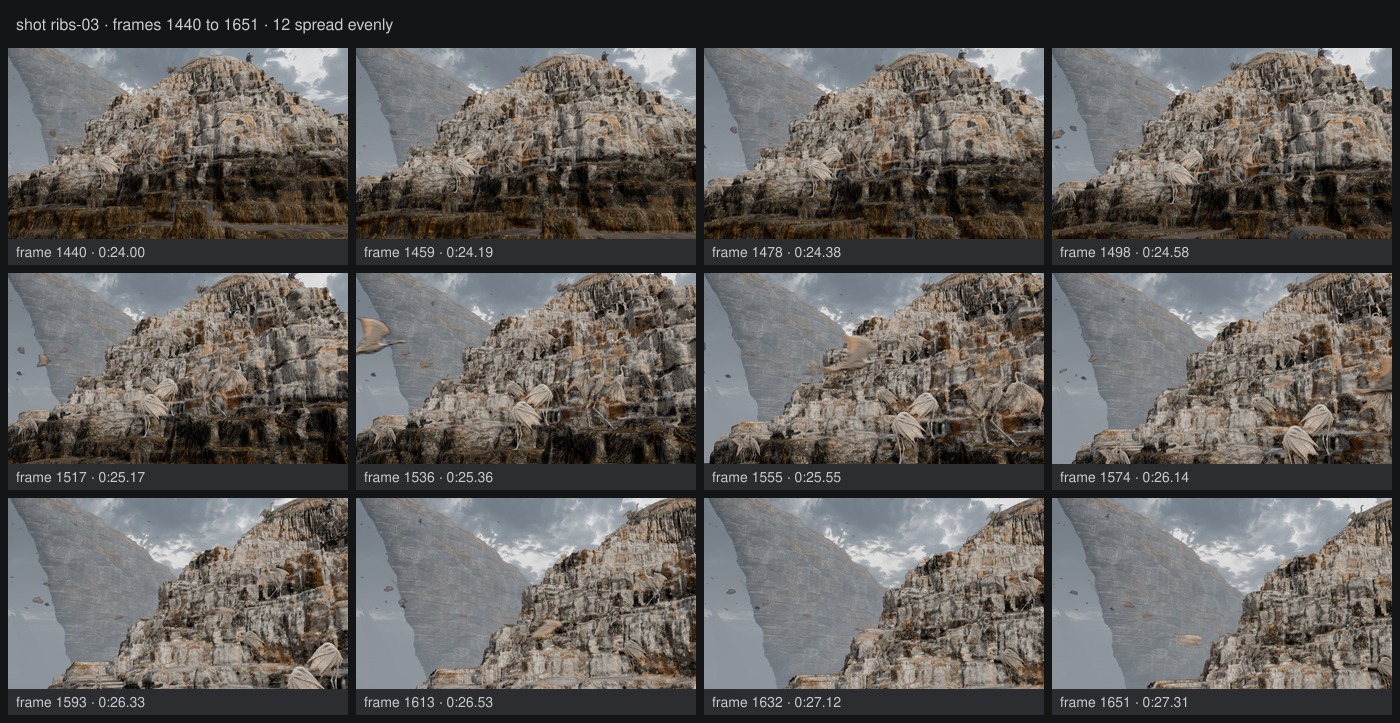 shot ribs-03 · frames 1440 to 1651 · 12 spread evenly
frame 1440 · 0:24.00
frame 1459 · 0:24.19
frame 1478 · 0:24.38
frame 1498 · 0:24.58
frame 1517 · 0:25.17
frame 1536 · 0:25.36
frame 1555 · 0:25.55
frame 1574 · 0:26.14
frame 1593 · 0:26.33
frame 1613 · 0:26.53
frame 1632 · 0:27.12
frame 1651 · 0:27.31